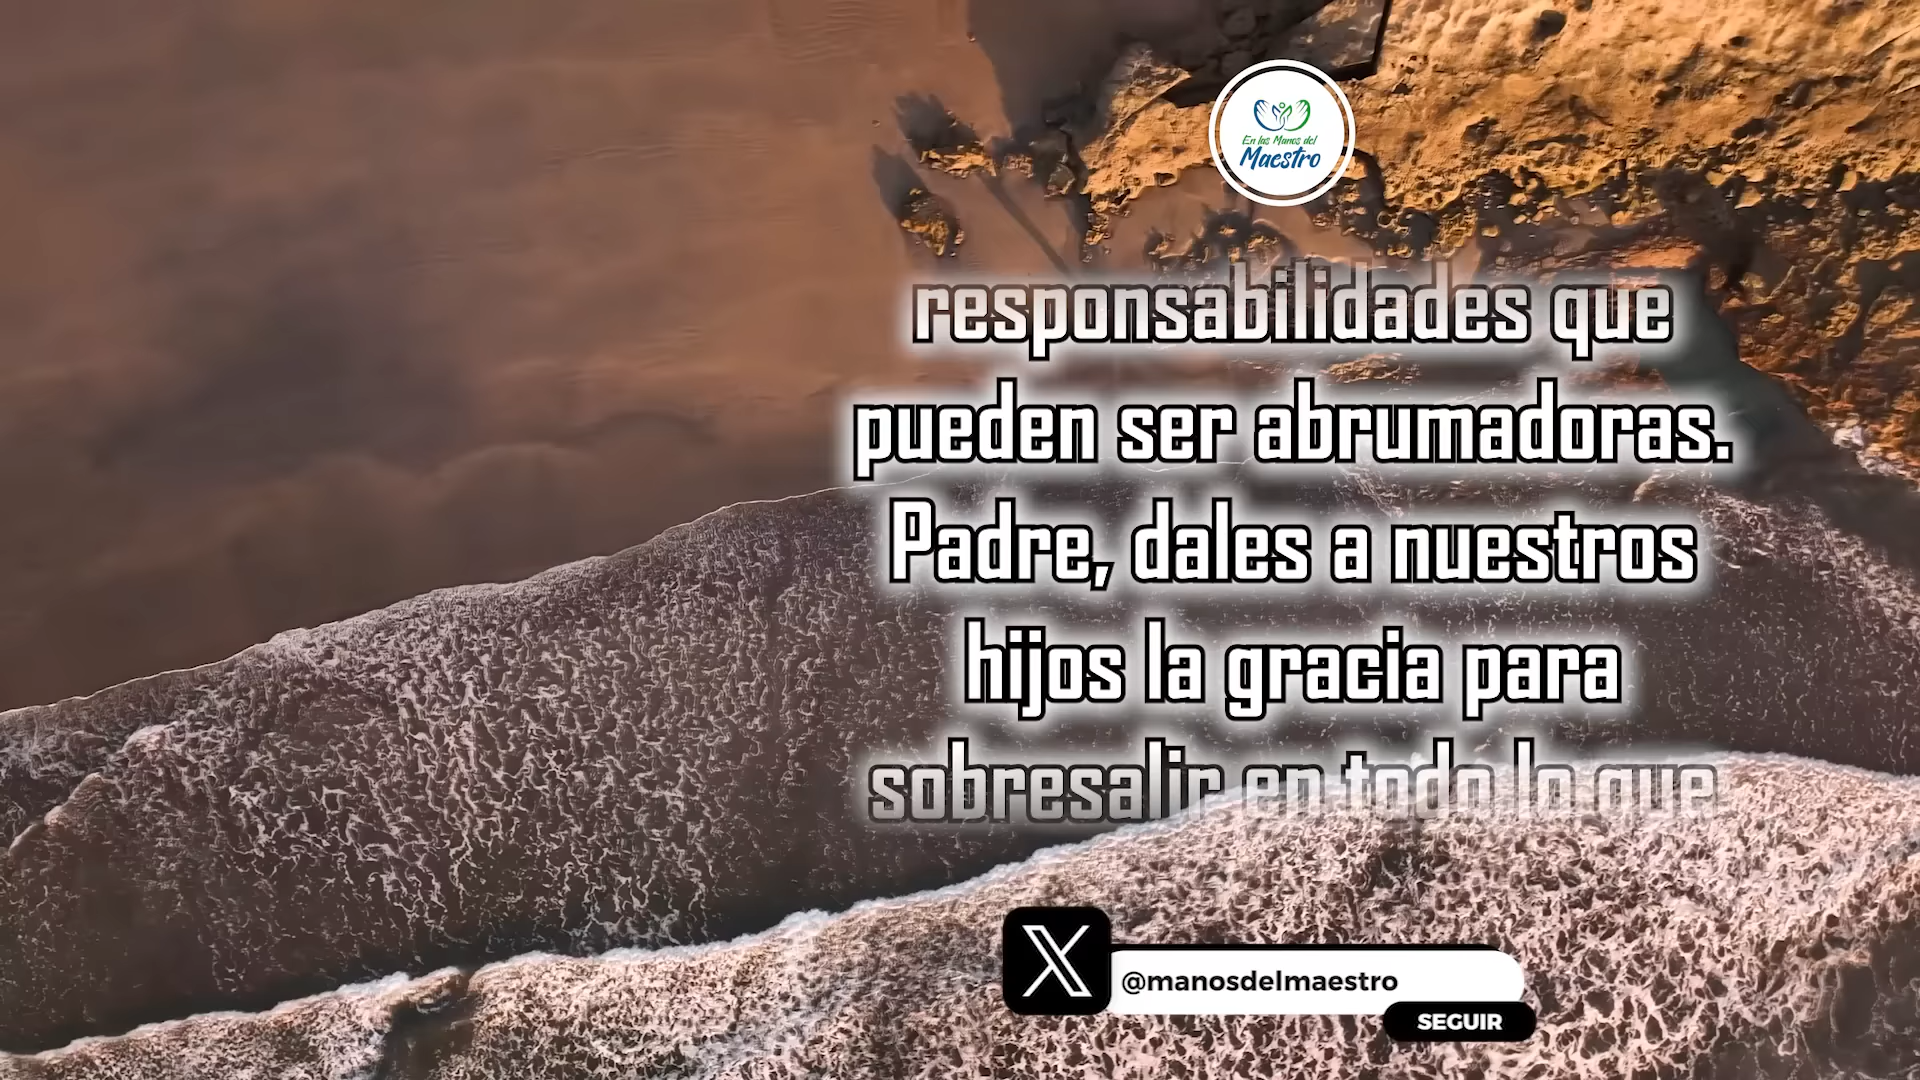 En las Manos del
Maestro
responsabilidades que
pueden ser abrumadoras.
Padre, dales a nuestros
hijos la gracia para
sobresalir en todo lo que
@manosdelmaestro
SEGUIR